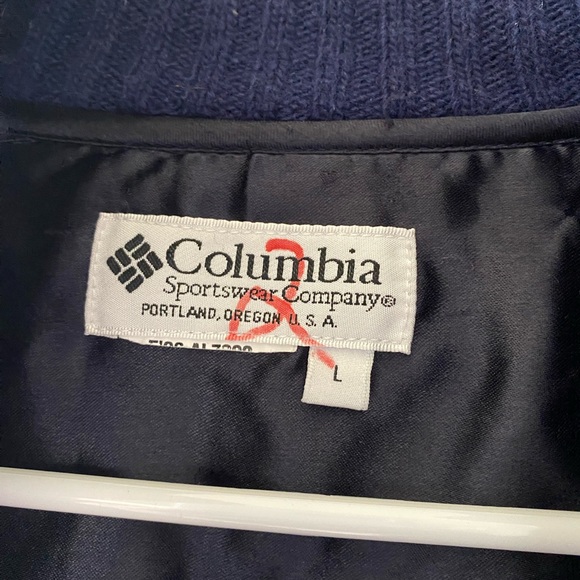 Columbia
Sportswear Company®
PORTLAND, OREGON U.S.A.
L